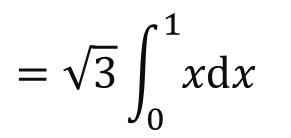 = √3 ∫₀¹ xdx